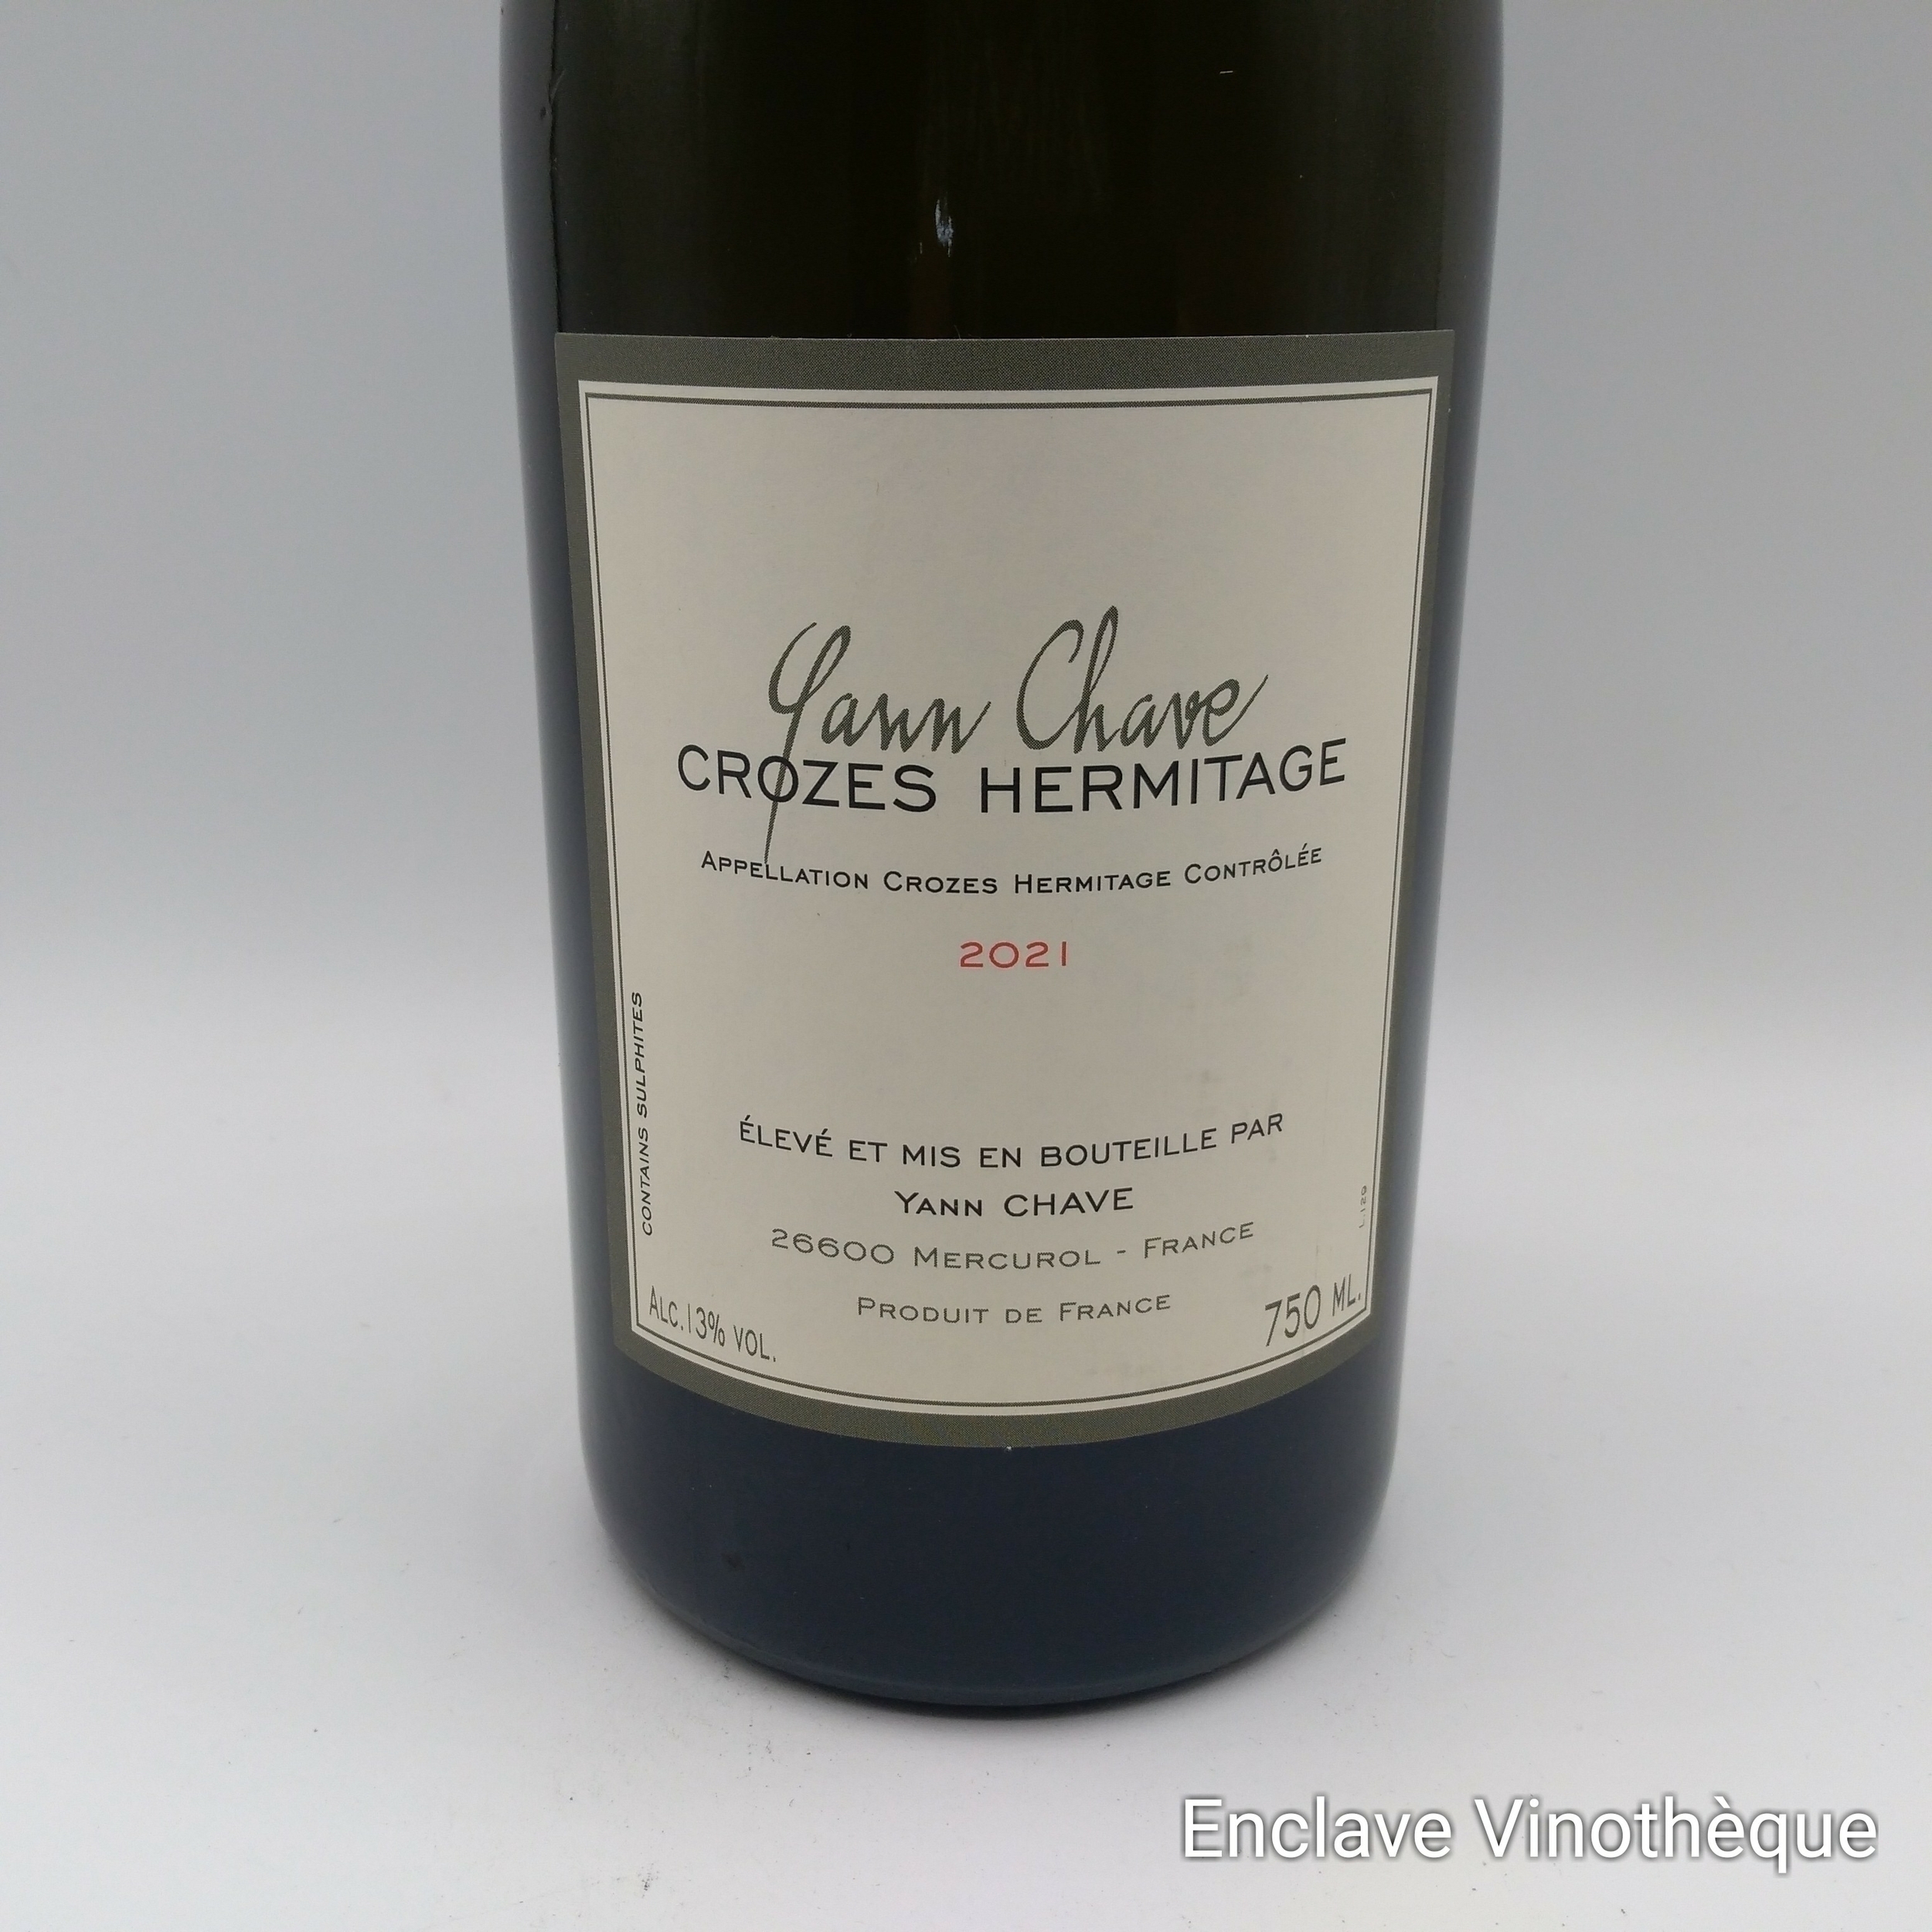 Yann Chave
CROZES HERMITAGE
APPELLATION CROZES HERMITAGE CONTRÔLÉE
2021
CONTAINS SULPHITES
ÉLEVÉ ET MIS EN BOUTEILLE PAR
YANN CHAVE
26600 MERCUROL - FRANCE
PRODUIT DE FRANCE
ALC.13% VOL.
750 ML.
L.129
Enclave Vinothèque